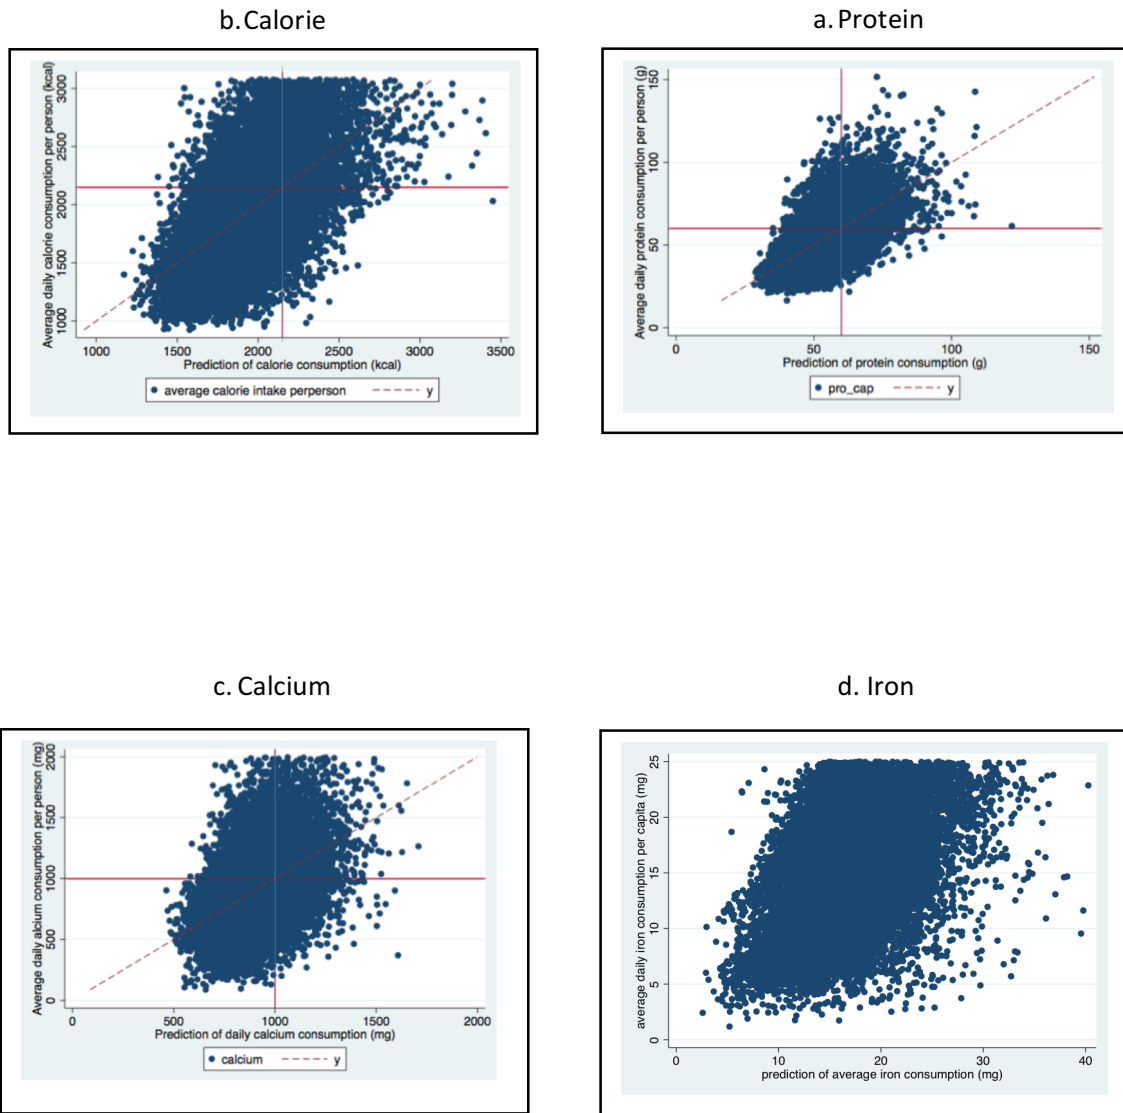 b. Calorie
Average daily calorie consumption per person (kcal)
3000
2500
2000
1500
1000
1000 1500 2000 2500 3000 3500
Prediction of calorie consumption (kcal)
average calorie intake perperson y
a. Protein
Average daily protein consumption per person (g)
150
100
50
0
0 50 100 150
Prediction of protein consumption (g)
pro_cap y
c. Calcium
Average daily alcium consumption per person (mg)
2000
1500
1000
500
0
0 500 1000 1500 2000
Prediction of daily calcium consumption (mg)
calcium y
d. Iron
average daily iron consumption per capita (mg)
25
20
15
10
5
0
0 10 20 30 40
prediction of average iron consumption (mg)